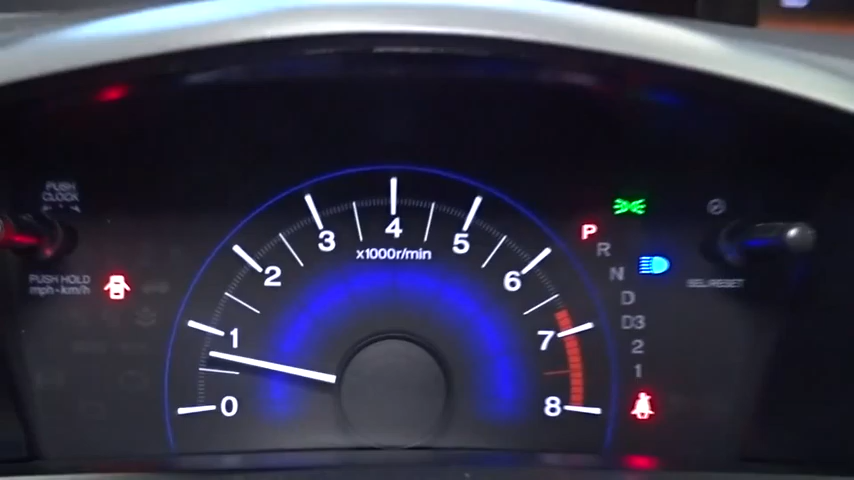 PUSH
CLOCK
PUSH HOLD
mph•km/h
0
1
2
3
4
5
6
7
8
x1000r/min
P
R
N
D
D3
2
1
SEL/RESET